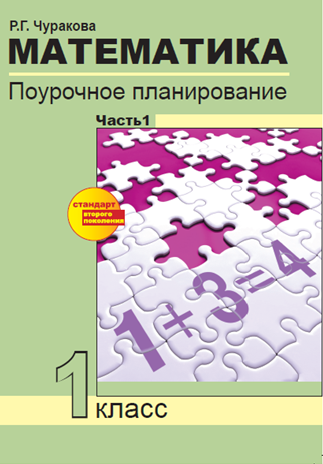 Р.Г. Чуракова
МАТЕМАТИКА
Поурочное планирование
Часть1
стандарт
второго
поколения
1 + 3 = 4
1 класс